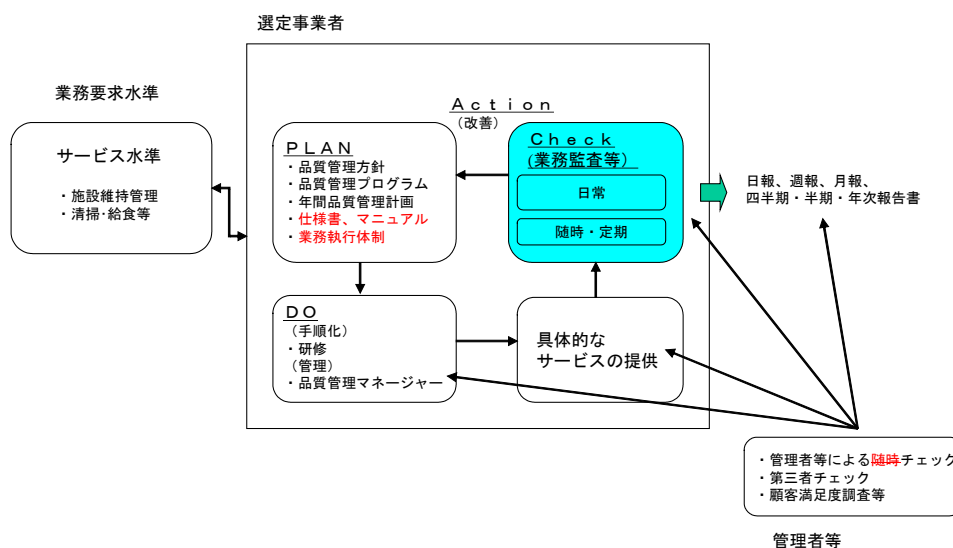 選定事業者
業務要求水準
サービス水準
・施設維持管理
・清掃・給食等
Ａｃｔｉｏｎ
（改善）
ＰＬＡＮ
・品質管理方針
・品質管理プログラム
・年間品質管理計画
・仕様書、マニュアル
・業務執行体制
Ｃｈｅｃｋ
(業務監査等）
日常
随時・定期
日報、週報、月報、
四半期・半期・年次報告書
ＤＯ
（手順化）
・研修
（管理）
・品質管理マネージャー
具体的な
サービスの提供
・管理者等による随時チェック
・第三者チェック
・顧客満足度調査等
管理者等